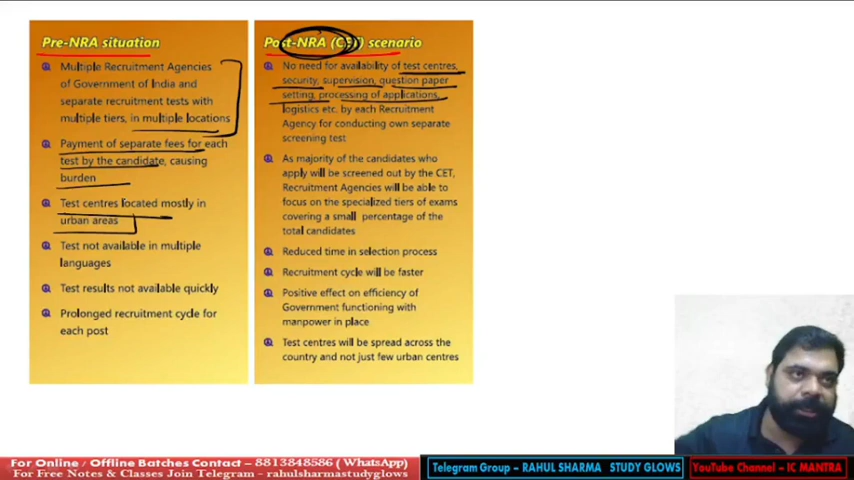 Pre-NRA situation
Multiple Recruitment Agencies
of Government of India and
separate recruitment tests with
multiple tiers, in multiple locations
Payment of separate fees for each
test by the candidate, causing
burden
Test centres located mostly in
urban areas
Test not available in multiple
languages
Test results not available quickly
Prolonged recruitment cycle for
each post
Post-NRA (CET) scenario
No need for availability of test centres,
security, supervision, question paper
setting, processing of applications,
logistics etc. by each Recruitment
Agency for conducting own separate
screening test
As majority of the candidates who
apply will be screened out by the CET,
Recruitment Agencies will be able to
focus on the specialized tiers of exams
covering a small percentage of the
total candidates
Reduced time in selection process
Recruitment cycle will be faster
Positive effect on efficiency of
Government functioning with
manpower in place
Test centres will be spread across the
country and not just few urban centres
For Online / Offline Batches Contact – 8813848586 ( WhatsApp)
For Free Notes & Classes Join Telegram - rahulsharmastudyglows
Telegram Group – RAHUL SHARMA STUDY GLOWS
YouTube Channel – IC MANTRA